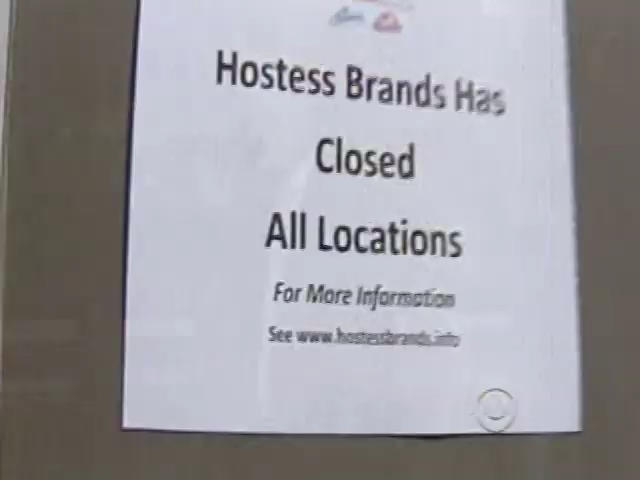 Hostess Brands Has
Closed
All Locations
For More Information
See www.hostessbrands.info